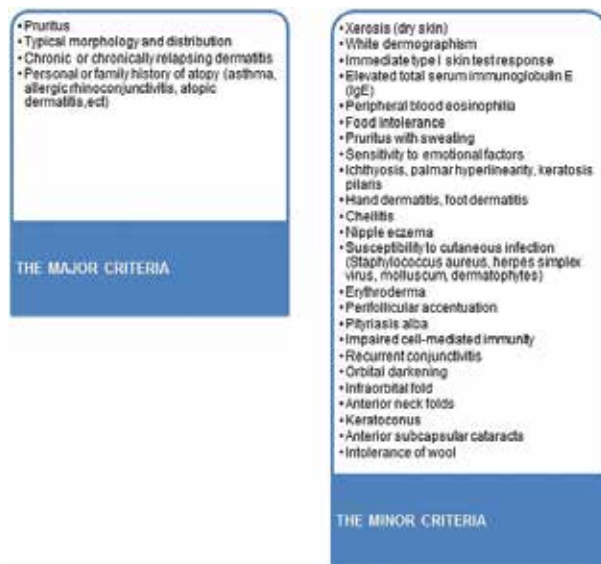 • Pruritus
• Typical morphology and distribution
• Chronic or chronically relapsing dermatitis
• Personal or family history of atopy (asthma,
allergic rhinoconjunctivitis, atopic
dermatitis,ect)
THE MAJOR CRITERIA
• Xerosis (dry skin)
• White dermographism
• Immediate type I skin test response
• Elevated total serum immunoglobulin E
(IgE)
• Peripheral blood eosinophilia
• Food intolerance
• Pruritus with sweating
• Sensitivity to emotional factors
• Ichthyosis, palmar hyperlinearity, keratosis
pilaris
• Hand dermatitis, foot dermatitis
• Cheilitis
• Nipple eczema
• Susceptibility to cutaneous infection
(Staphylococcus aureus, herpes simplex
virus, molluscum, dermatophytes)
• Erythroderma
• Perifollicular accentuation
• Pityriasis alba
• Impaired cell-mediated immunity
• Recurrent conjunctivitis
• Orbital darkening
• Infraorbital fold
• Anterior neck folds
• Keratoconus
• Anterior subcapsular cataracts
• Intolerance of wool
THE MINOR CRITERIA